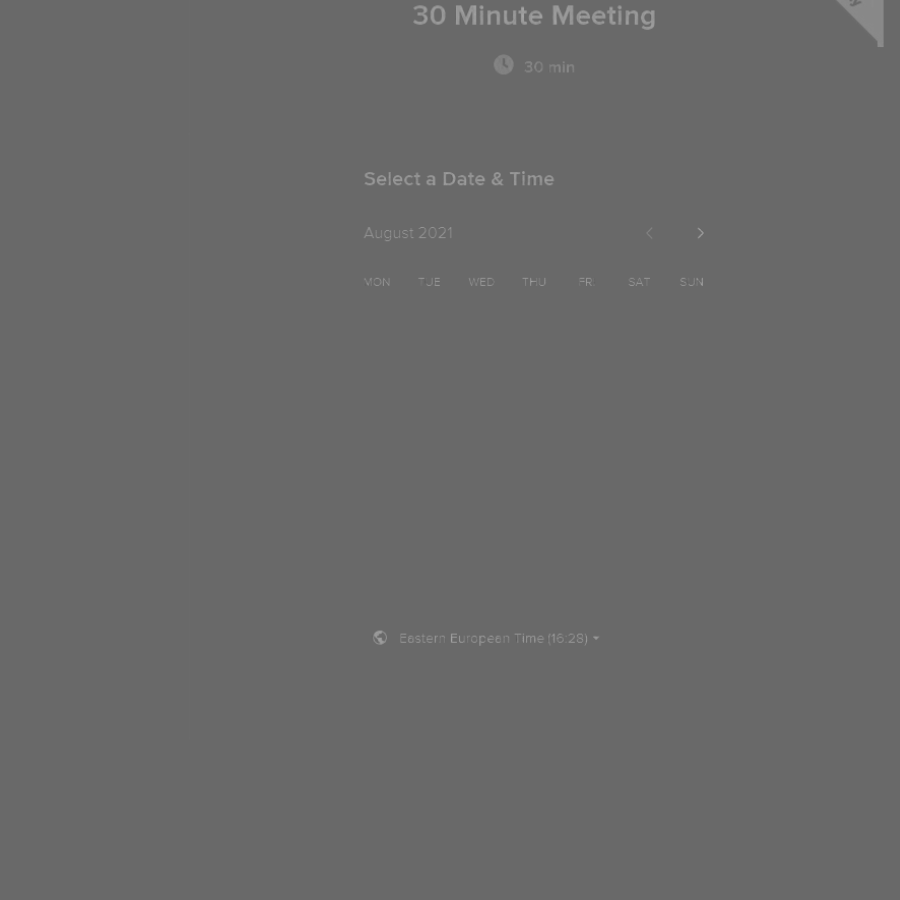 30 Minute Meeting
30 min
Select a Date & Time
August 2021
MON TUE WED THU FRI SAT SUN
Eastern European Time (16:28)